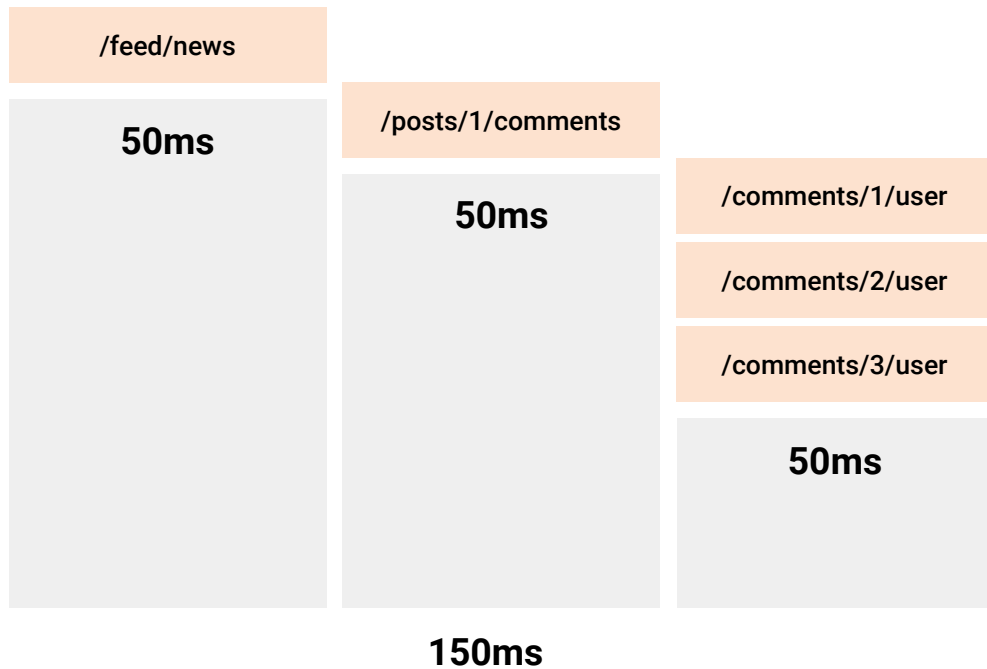 /feed/news
50ms
/posts/1/comments
50ms
/comments/1/user
/comments/2/user
/comments/3/user
50ms
150ms